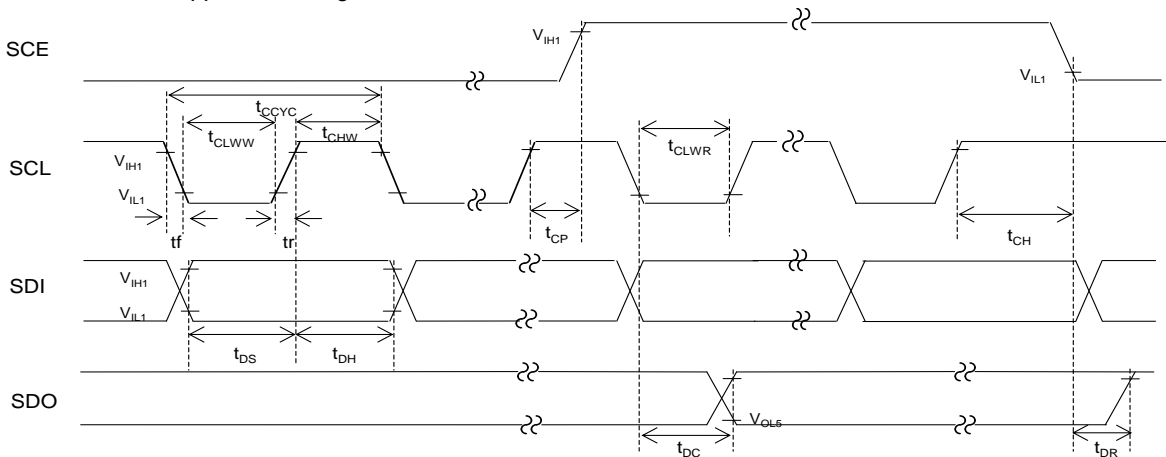 SCE
V_IH1
V_IL1
t_CCYC
t_CLWW
t_CHW
t_CLWR
SCL
V_IH1
V_IL1
tf
tr
t_CP
t_CH
SDI
V_IH1
V_IL1
t_DS
t_DH
SDO
V_OL5
t_DC
t_DR